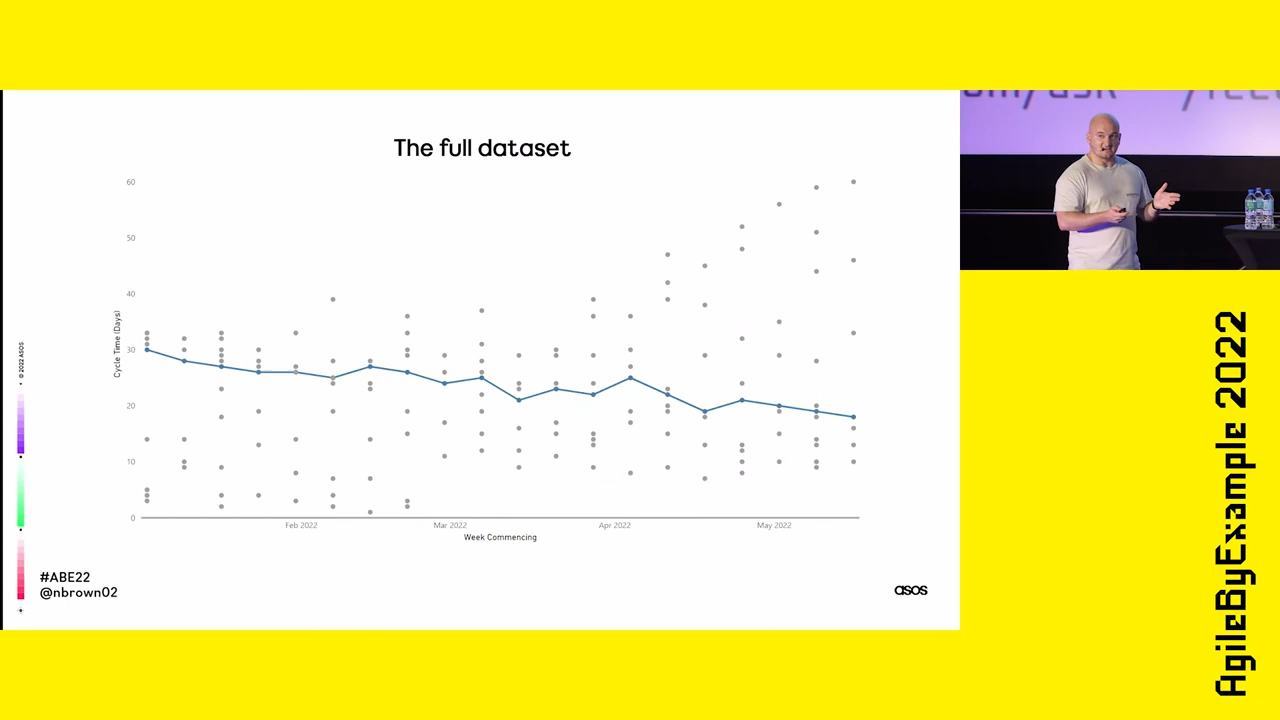 The full dataset
60
50
40
30
20
10
0
Cycle Time (Days)
Feb 2022
Mar 2022
Apr 2022
May 2022
Week Commencing
© 2022 ASOS
#ABE22
@nbrown02
asos
AgileByExample 2022